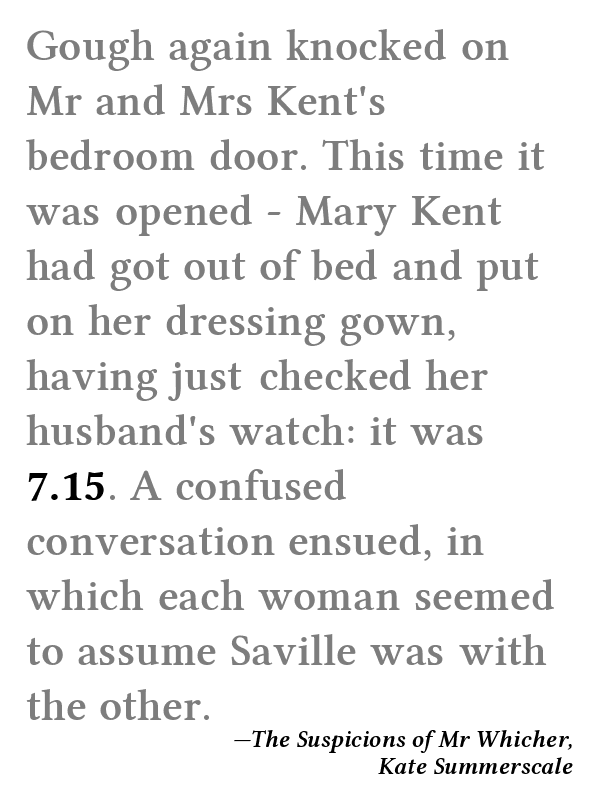 Gough again knocked on
Mr and Mrs Kent's
bedroom door. This time it
was opened - Mary Kent
had got out of bed and put
on her dressing gown,
having just checked her
husband's watch: it was
7.15. A confused
conversation ensued, in
which each woman seemed
to assume Saville was with
the other.
—The Suspicions of Mr Whicher,
Kate Summerscale